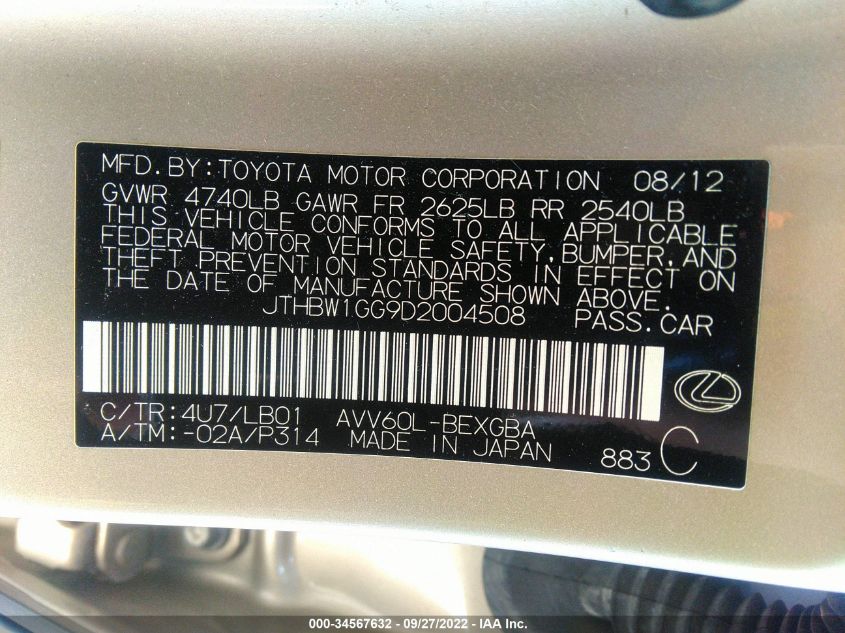 MFD.BY:TOYOTA MOTOR CORPORATION 08/12
GVWR 4740LB GAWR FR 2625LB RR 2540LB
THIS VEHICLE CONFORMS TO ALL APPLICABLE
FEDERAL MOTOR VEHICLE SAFETY,BUMPER,AND
THEFT PREVENTION STANDARDS IN EFFECT ON
THE DATE OF MANUFACTURE SHOWN ABOVE.
JTHBW1GG9D2004508 PASS.CAR
C/TR:4U7/LB01 AVV60L-BEXGBA
A/TM:-02A/P314 MADE IN JAPAN
883 C
000-34567632 - 09/27/2022 - IAA Inc.